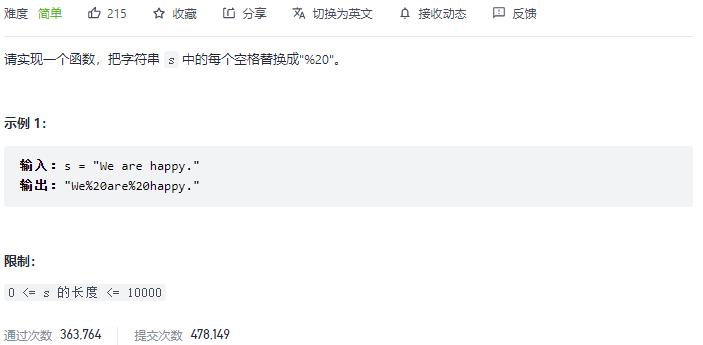 难度 简单 215 收藏 分享 切换为英文 接收动态 反馈
请实现一个函数，把字符串 s 中的每个空格替换成"%20"。
示例 1：
输入：s = "We are happy."
输出："We%20are%20happy."
限制：
0 <= s 的长度 <= 10000
通过次数 363,764 提交次数 478,149